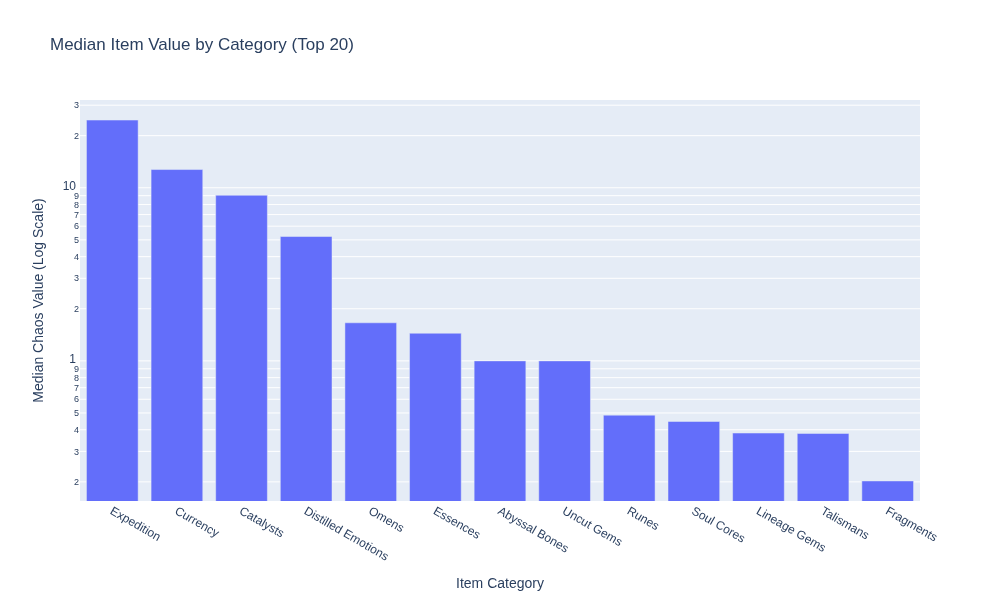 Median Item Value by Category (Top 20)
Median Chaos Value (Log Scale)
3
2
10
9
8
7
6
5
4
3
2
1
9
8
7
6
5
4
3
2
Expedition
Currency
Catalysts
Distilled Emotions
Omens
Essences
Abyssal Bones
Uncut Gems
Runes
Soul Cores
Lineage Gems
Talismans
Fragments
Item Category